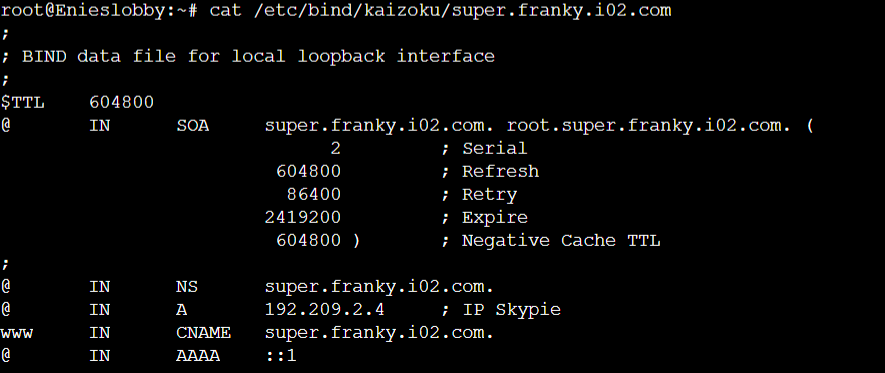 root@Enieslobby:~# cat /etc/bind/kaizoku/super.franky.i02.com
;
; BIND data file for local loopback interface
;
$TTL    604800
@       IN      SOA     super.franky.i02.com. root.super.franky.i02.com. (
                              2         ; Serial
                         604800         ; Refresh
                          86400         ; Retry
                        2419200         ; Expire
                         604800 )       ; Negative Cache TTL
;
@       IN      NS      super.franky.i02.com.
@       IN      A       192.209.2.4     ; IP Skypie
www     IN      CNAME   super.franky.i02.com.
@       IN      AAAA    ::1